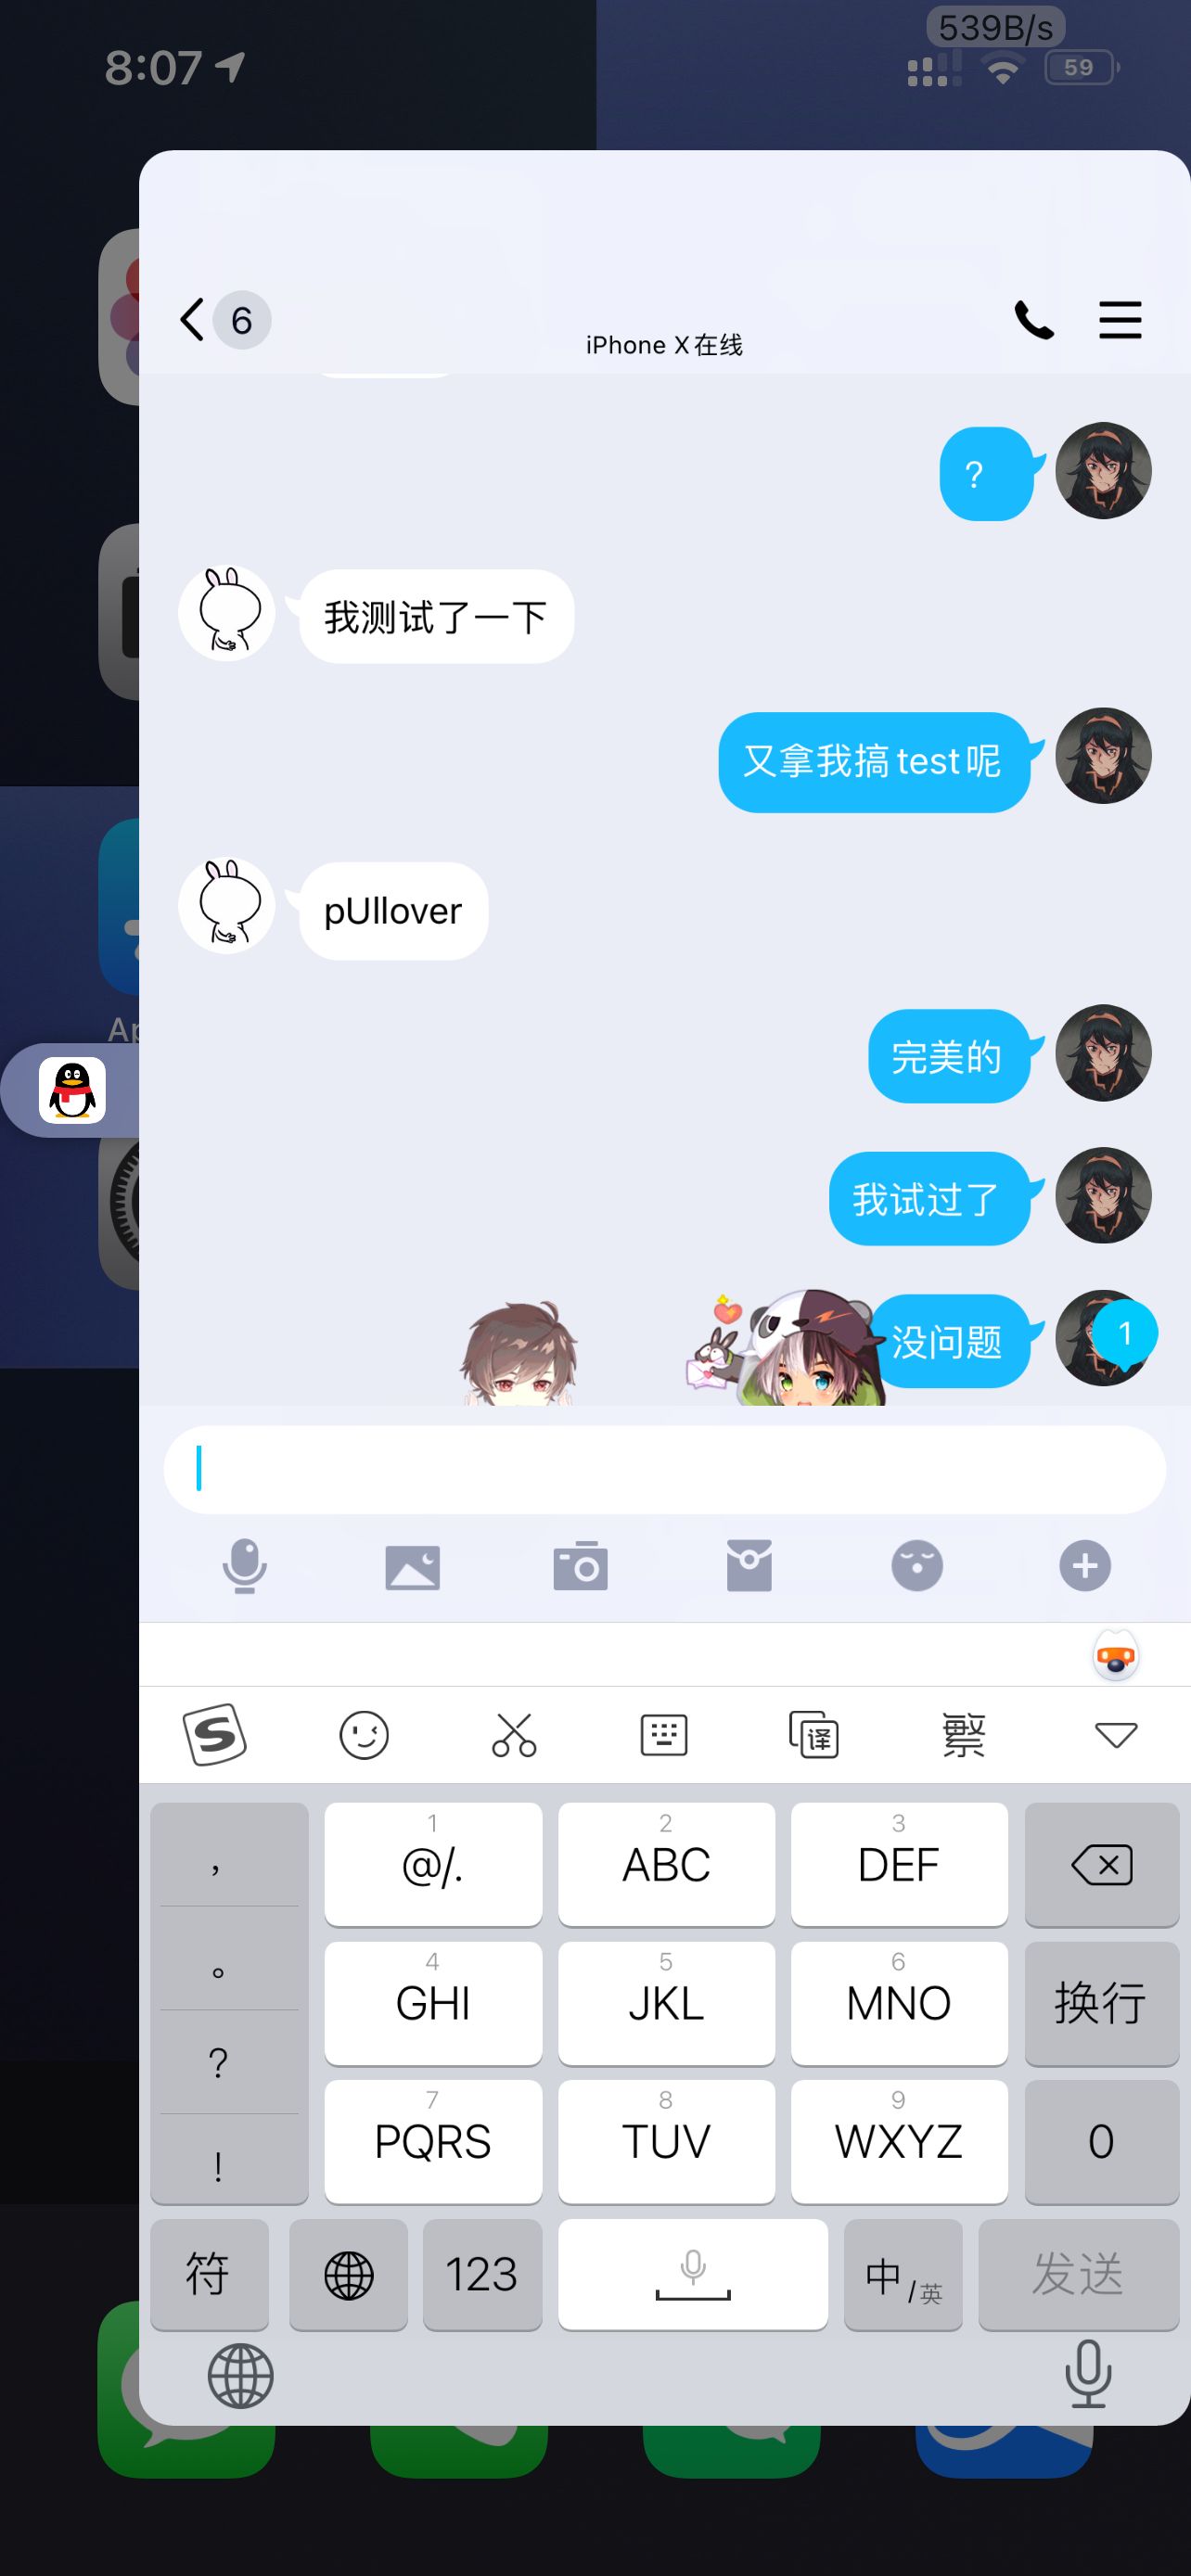 539B/s
8:07
59
6
iPhone X在线
?
我测试了一下
又拿我搞test呢
pUllover
完美的
Ap
我试过了
没问题
1
S
译
繁
,
1
@/.
2
ABC
3
DEF
。
4
GHI
5
JKL
6
MNO
换行
?
7
PQRS
8
TUV
9
WXYZ
0
!
符
123
中/英
发送